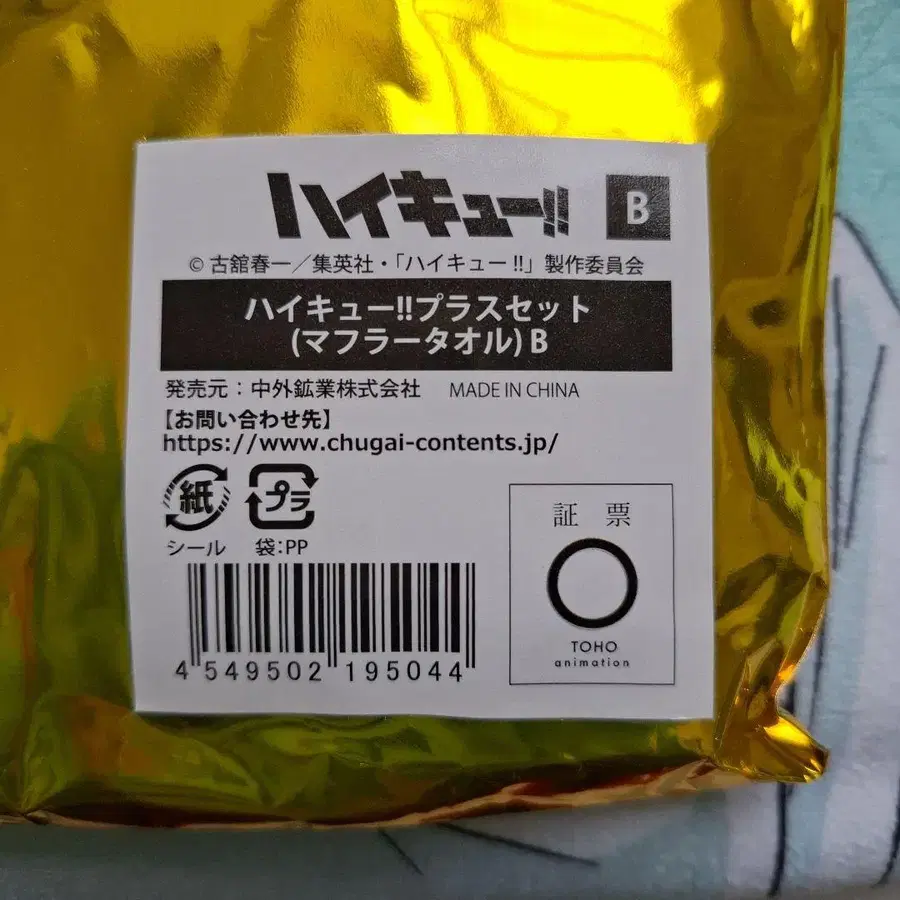 ハイキュー!! B
© 古舘春一／集英社・「ハイキュー!!」製作委員会
ハイキュー!!プラスセット
(マフラータオル) B
発売元：中外鉱業株式会社 MADE IN CHINA
【お問い合わせ先】
https://www.chugai-contents.jp/
紙 プラ
シール 袋：PP
証 票
TOHO
animation
4 549502 195044